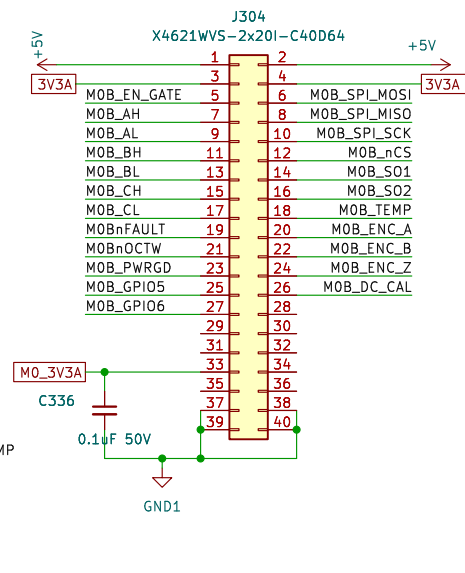 J304
X4621WVS-2x20I-C40D64
+5V
+5V
1 2
3V3A 3 4 3V3A
M0B_EN_GATE 5 6 M0B_SPI_MOSI
M0B_AH 7 8 M0B_SPI_MISO
M0B_AL 9 10 M0B_SPI_SCK
M0B_BH 11 12 M0B_nCS
M0B_BL 13 14 M0B_SO1
M0B_CH 15 16 M0B_SO2
M0B_CL 17 18 M0B_TEMP
M0BnFAULT 19 20 M0B_ENC_A
M0BnOCTW 21 22 M0B_ENC_B
M0B_PWRGD 23 24 M0B_ENC_Z
M0B_GPIO5 25 26 M0B_DC_CAL
M0B_GPIO6 27 28
29 30
31 32
M0_3V3A 33 34
35 36
C336 37 38
39 40
0.1uF 50V
MP
GND1